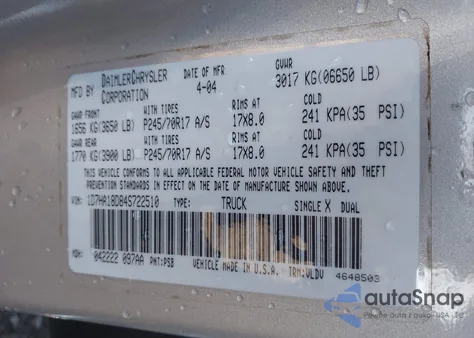 MFD BY DAIMLERCHRYSLER CORPORATION DATE OF MFR 4-04 GVWR 3017 KG(06650 LB)
GAWR FRONT WITH TIRES RIMS AT COLD
1656 KG(3650 LB) P245/70R17 A/S 17X8.0 241 KPA(35 PSI)
GAWR REAR WITH TIRES RIMS AT COLD
1770 KG(3900 LB) P245/70R17 A/S 17X8.0 241 KPA(35 PSI)
THIS VEHICLE CONFORMS TO ALL APPLICABLE FEDERAL MOTOR VEHICLE SAFETY AND THEFT
PREVENTION STANDARDS IN EFFECT ON THE DATE OF MANUFACTURE SHOWN ABOVE.
VIN: 1D7HA18D84S722510 TYPE: TRUCK SINGLE X DUAL
MDH: 042222 097AA PNT:PSB VEHICLE MADE IN U.S.A. TRM:VLDV 4648503
autoSnap